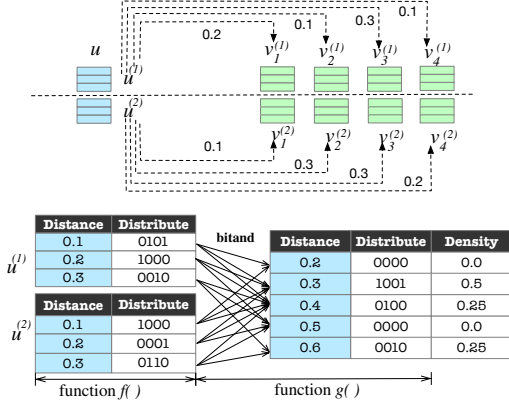 0.1
0.3
0.1
0.2
u
v₁⁽¹⁾ v₂⁽¹⁾ v₃⁽¹⁾ v₄⁽¹⁾
u⁽¹⁾
u⁽²⁾
v₁⁽²⁾ v₂⁽²⁾ v₃⁽²⁾ v₄⁽²⁾
0.1
0.3
0.3
0.2
Distance Distribute
u⁽¹⁾
0.1 0101
0.2 1000
0.3 0010
Distance Distribute
u⁽²⁾
0.1 1000
0.2 0001
0.3 0110
bitand
Distance Distribute Density
0.2 0000 0.0
0.3 1001 0.5
0.4 0100 0.25
0.5 0000 0.0
0.6 0010 0.25
function f( )
function g( )